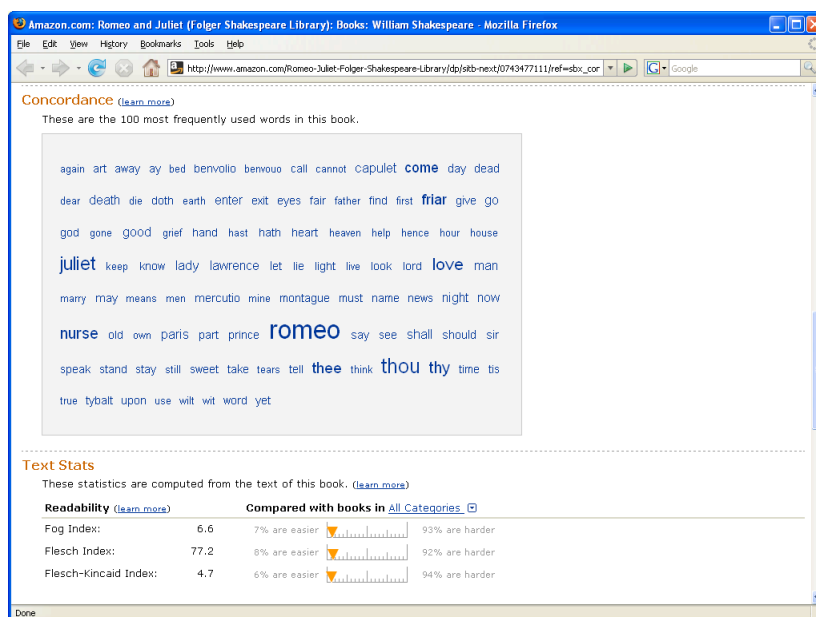 Amazon.com: Romeo and Juliet (Folger Shakespeare Library): Books: William Shakespeare - Mozilla Firefox
File Edit View History Bookmarks Tools Help
http://www.amazon.com/Romeo-Juliet-Folger-Shakespeare-Library/dp/sitb-next/0743477111/ref=sbx_con G Google
Concordance (learn more)
These are the 100 most frequently used words in this book.
again art away ay bed benvolio benvouo call cannot capulet come day dead
dear death die doth earth enter exit eyes fair father find first friar give go
god gone good grief hand hast hath heart heaven help hence hour house
juliet keep know lady lawrence let lie light live look lord love man
marry may means men mercutio mine montague must name news night now
nurse old own paris part prince romeo say see shall should sir
speak stand stay still sweet take tears tell thee think thou thy time tis
true tybalt upon use wilt wit word yet
Text Stats
These statistics are computed from the text of this book. (learn more)
Readability (learn more) Compared with books in All Categories
Fog Index: 6.6 7% are easier 93% are harder
Flesch Index: 77.2 8% are easier 92% are harder
Flesch-Kincaid Index: 4.7 6% are easier 94% are harder
Done